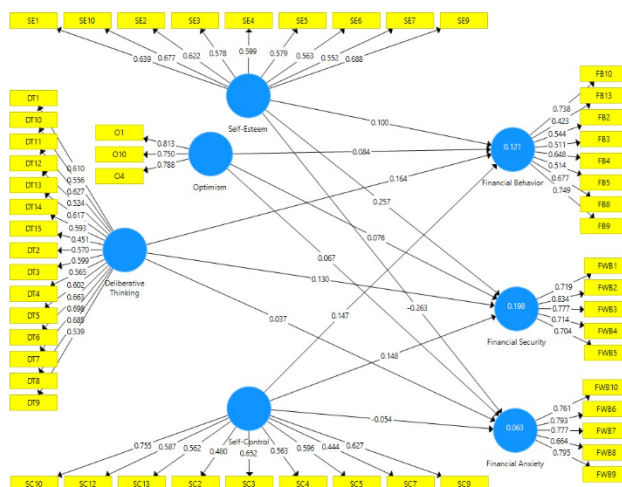 SE1 SE10 SE2 SE3 SE4 SE5 SE6 SE7 SE9
0.639 0.677 0.622 0.578 0.599 0.579 0.563 0.552 0.688
Self-Esteem
O1
O10
O4
0.813
0.750
0.788
Optimism
DT1
DT10
DT11
DT12
DT13
DT14
DT15
DT2
DT3
DT4
DT5
DT6
DT7
DT8
DT9
0.610
0.556
0.627
0.524
0.617
0.593
0.451
0.570
0.599
0.565
0.602
0.663
0.698
0.685
0.539
Deliberative
Thinking
0.100
0.084
0.164
0.257
0.067
0.076
-0.263
0.130
0.147
0.037
0.148
-0.054
0.121
Financial Behavior
0.738
0.423
0.544
0.511
0.648
0.514
0.677
0.749
FB10
FB13
FB2
FB3
FB4
FB5
FB8
FB9
0.198
Financial Security
0.719
0.834
0.777
0.714
0.704
FWB1
FWB2
FWB3
FWB4
FWB5
0.063
Financial Anxiety
0.761
0.793
0.777
0.664
0.795
FWB10
FWB6
FWB7
FWB8
FWB9
Self-Control
0.755 0.587 0.562 0.480 0.652 0.563 0.596 0.444 0.627
SC10 SC12 SC13 SC2 SC3 SC4 SC5 SC7 SC9